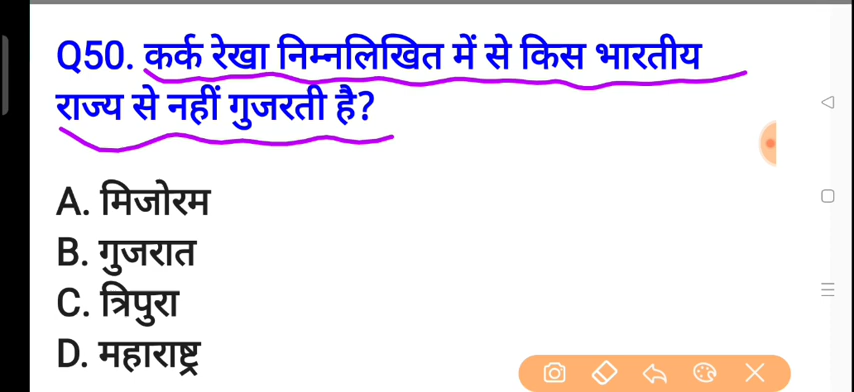 Q50. कर्क रेखा निम्नलिखित में से किस भारतीय
राज्य से नहीं गुजरती है?
A. मिजोरम
B. गुजरात
C. त्रिपुरा
D. महाराष्ट्र